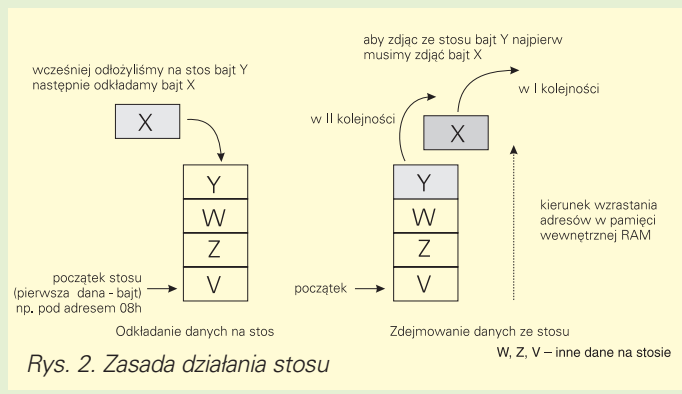 wcześniej odłożyliśmy na stos bajt Y
następnie odkładamy bajt X
X
Y
W
Z
V
początek stosu
(pierwsza dana - bajt)
np. pod adresem 08h
Odkładanie danych na stos
aby zdjąc ze stosu bajt Y najpierw
musimy zdjąć bajt X
w I kolejności
w II kolejności
X
Y
W
Z
V
początek
kierunek wzrastania
adresów w pamięci
wewnętrznej RAM
Zdejmowanie danych ze stosu
W, Z, V – inne dane na stosie
Rys. 2. Zasada działania stosu